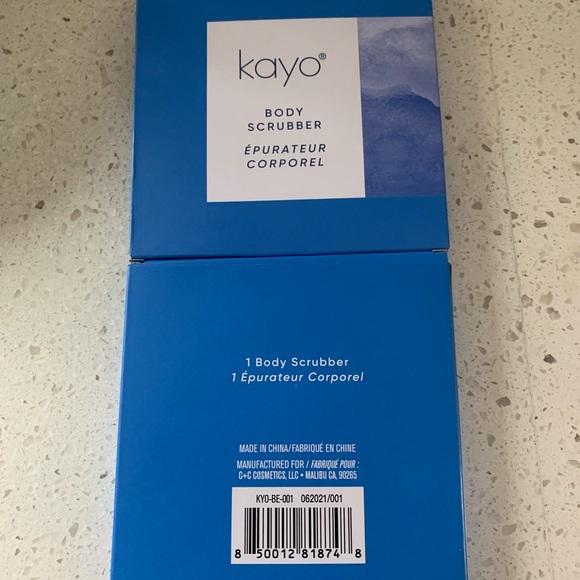 kayo®
BODY
SCRUBBER
ÉPURATEUR
CORPOREL
1 Body Scrubber
1 Épurateur Corporel
MADE IN CHINA/FABRIQUÉ EN CHINE
MANUFACTURED FOR / FABRIQUÉ POUR :
C+C COSMETICS, LLC • MALIBU CA, 90265
KYO-BE-001 062021/001
8 50012 81874 8